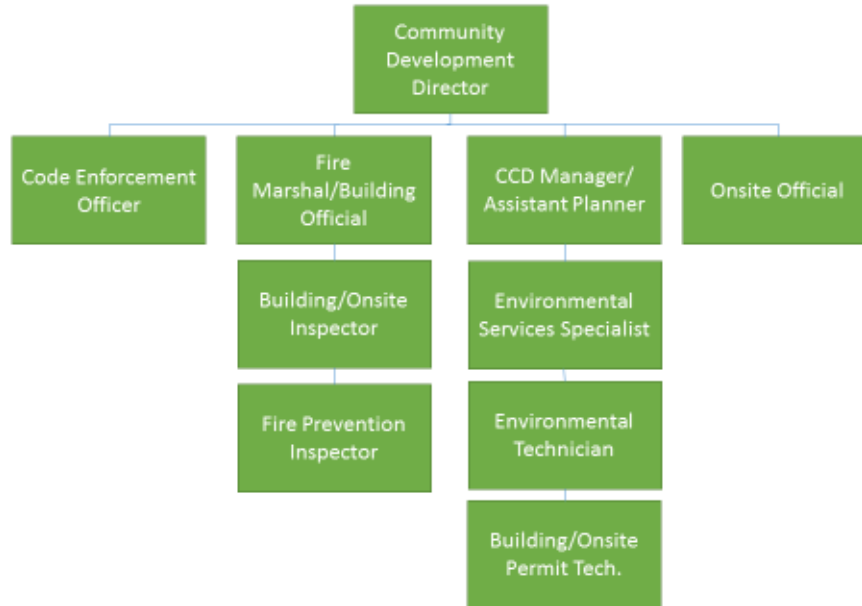 Community
Development
Director
Code Enforcement
Officer
Fire
Marshal/Building
Official
CCD Manager/
Assistant Planner
Onsite Official
Building/Onsite
Inspector
Environmental
Services Specialist
Fire Prevention
Inspector
Environmental
Technician
Building/Onsite
Permit Tech.